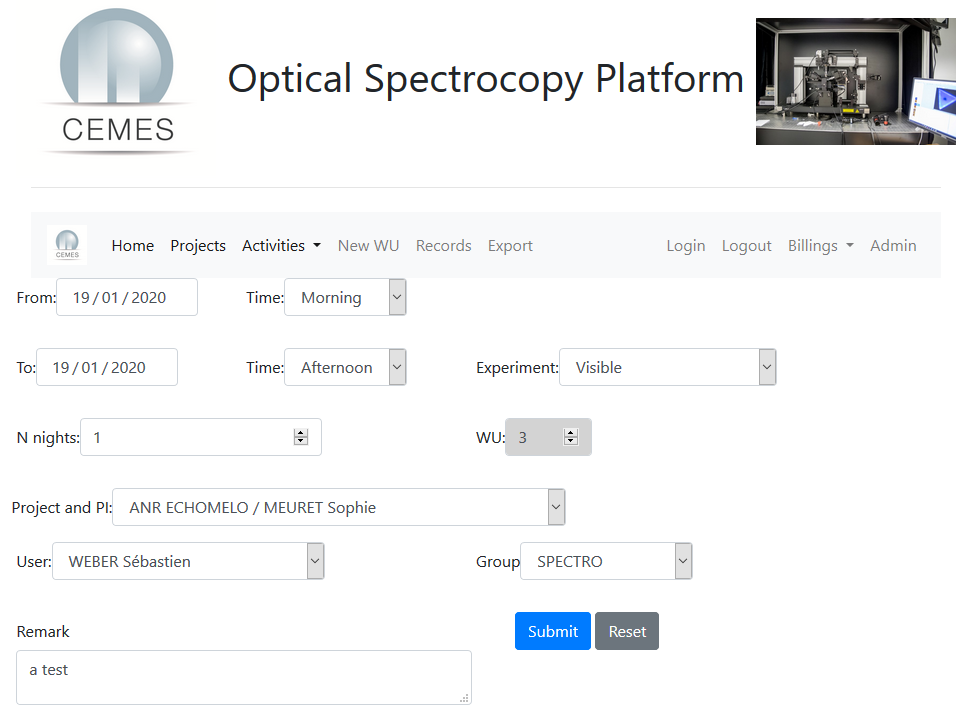 CEMES
Optical Spectrocopy Platform
CEMES Home Projects Activities New WU Records Export Login Logout Billings Admin
From: 19 / 01 / 2020 Time: Morning
To: 19 / 01 / 2020 Time: Afternoon Experiment: Visible
N nights: 1 WU: 3
Project and PI: ANR ECHOMELO / MEURET Sophie
User: WEBER Sébastien Group SPECTRO
Remark Submit Reset
a test